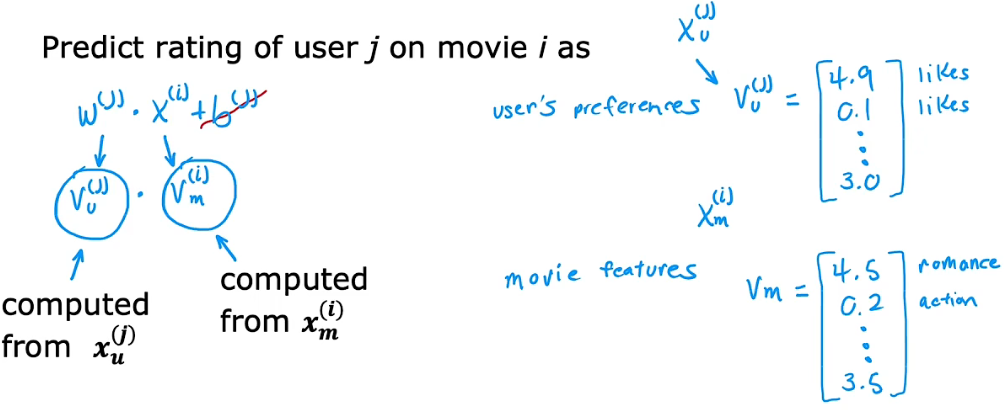 Predict rating of user j on movie i as
w^(j) · x^(i) + b^(j)
v_u^(j) · v_m^(i)
computed from x_u^(j)
computed from x_m^(i)
x_u^(j)
user's preferences v_u^(j) = [4.9 likes
0.1 likes
⋮
3.0]
x_m^(i)
movie features v_m = [4.5 romance
0.2 action
⋮
3.5]